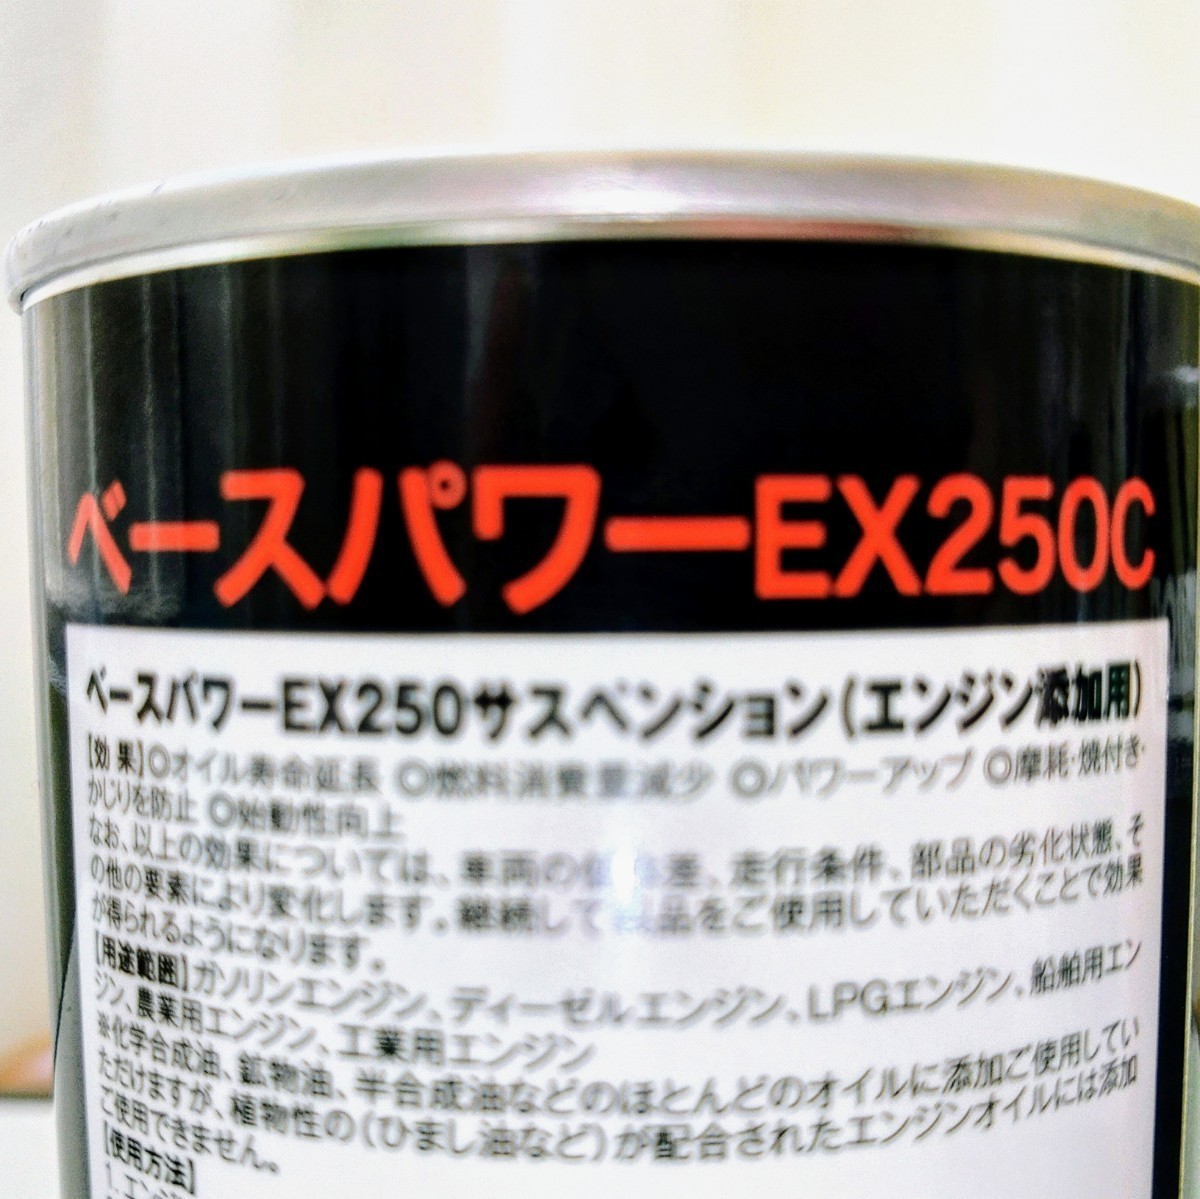 ベースパワーEX250C
ベースパワーEX250サスペンション(エンジン添加用)
【効 果】◎オイル寿命延長 ◎燃料消費量減少 ◎パワーアップ ◎摩耗・焼付き・
かじりを防止 ◎始動性向上
なお、以上の効果については、車両の個体差、走行条件、部品の劣化状態、そ
の他の要素により変化します。継続して製品をご使用していただくことで効果
が得られるようになります。
【用途範囲】ガソリンエンジン、ディーゼルエンジン、LPGエンジン、船舶用エン
ジン、農業用エンジン、工業用エンジン
※化学合成油、鉱物油、半合成油などのほとんどのオイルに添加ご使用してい
ただけますが、植物性の(ひまし油など)が配合されたエンジンオイルには添加
ご使用できません。
【使用方法】
1.エンジ